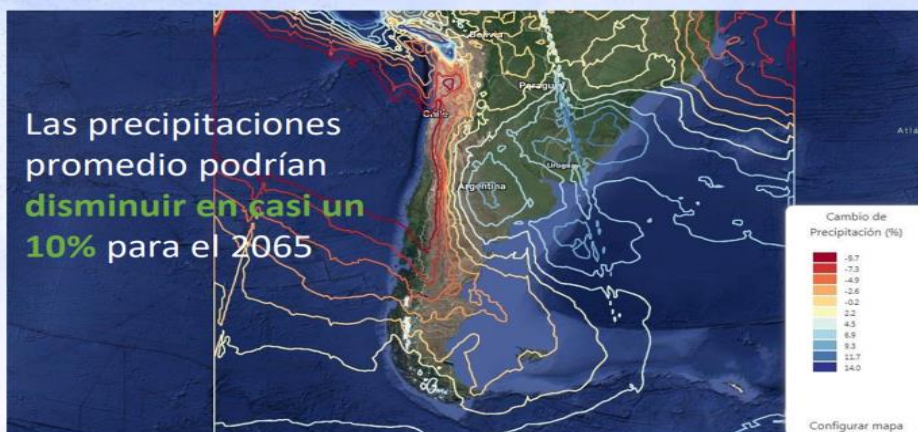 Bolivia
Paraguay
Chile
Las precipitaciones
promedio podrían
disminuir en casi un
10% para el 2065
Uruguay
Argentina
Atlá
Cambio de
Precipitación (%)
-9.7
-7.3
-4.9
-2.6
-0.2
2.2
4.5
6.9
9.3
11.7
14.0
Configurar mapa